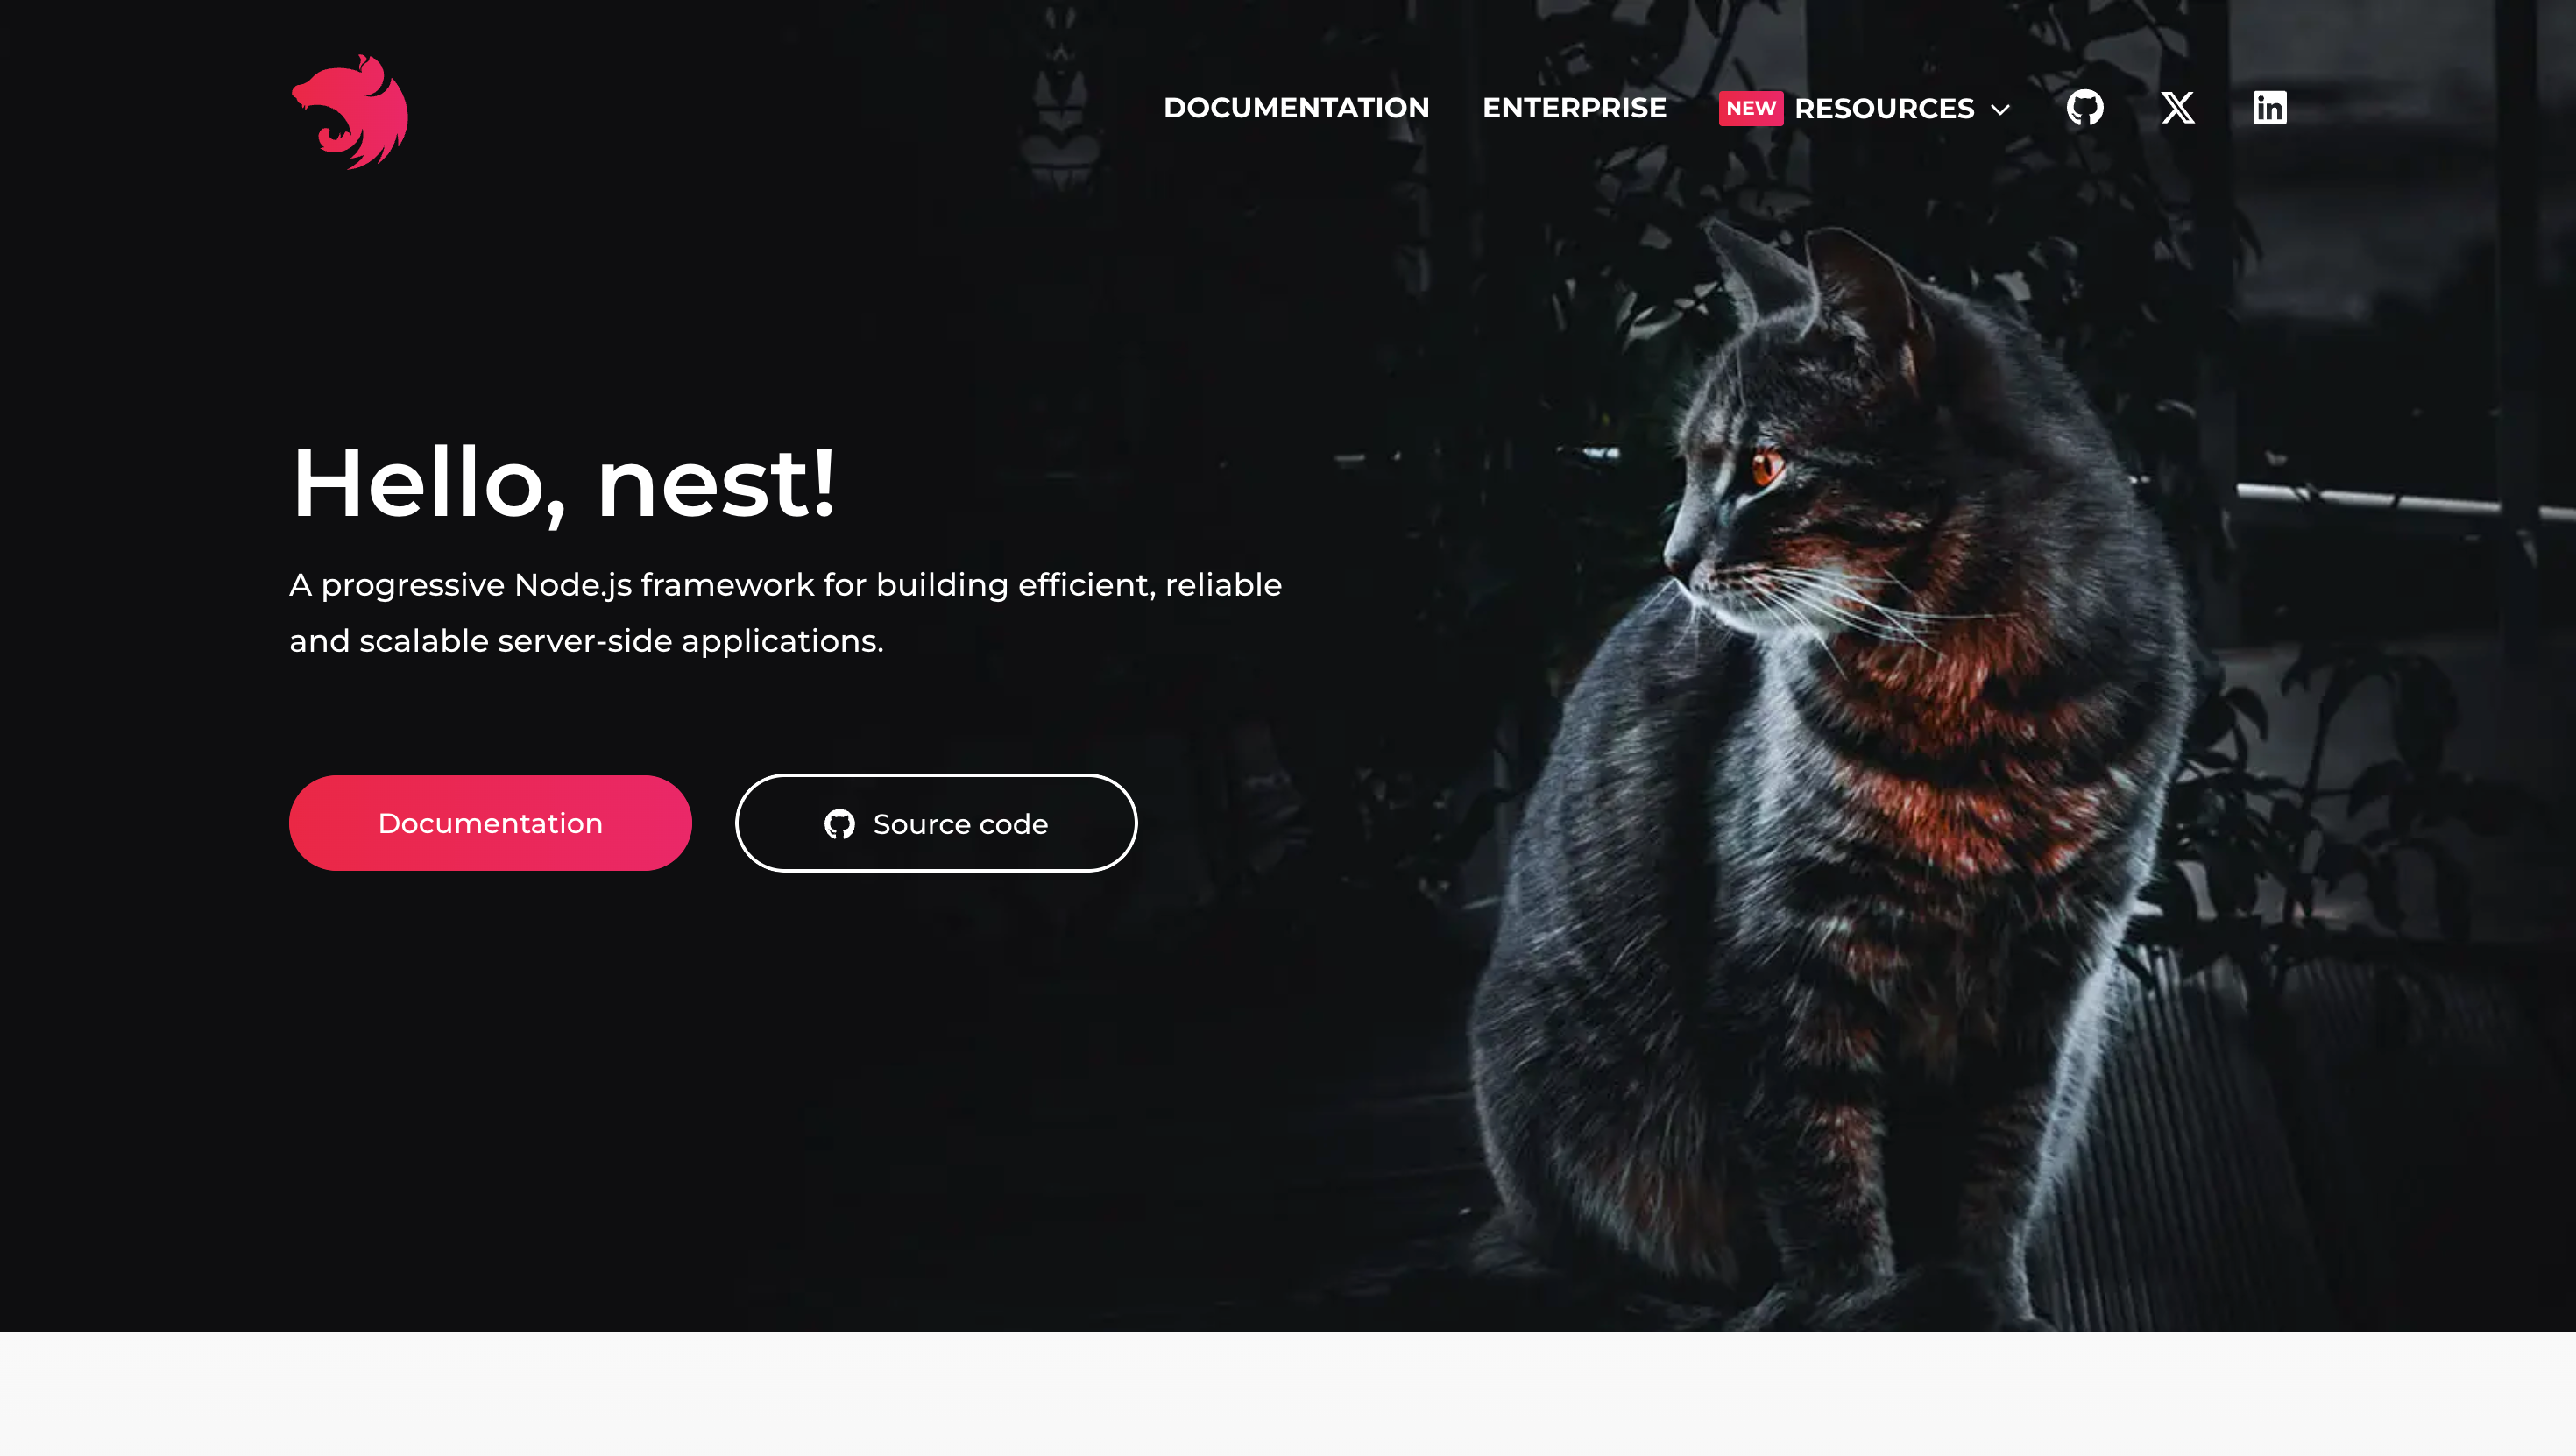 DOCUMENTATION ENTERPRISE NEW RESOURCES
Hello, nest!
A progressive Node.js framework for building efficient, reliable
and scalable server-side applications.
Documentation
Source code